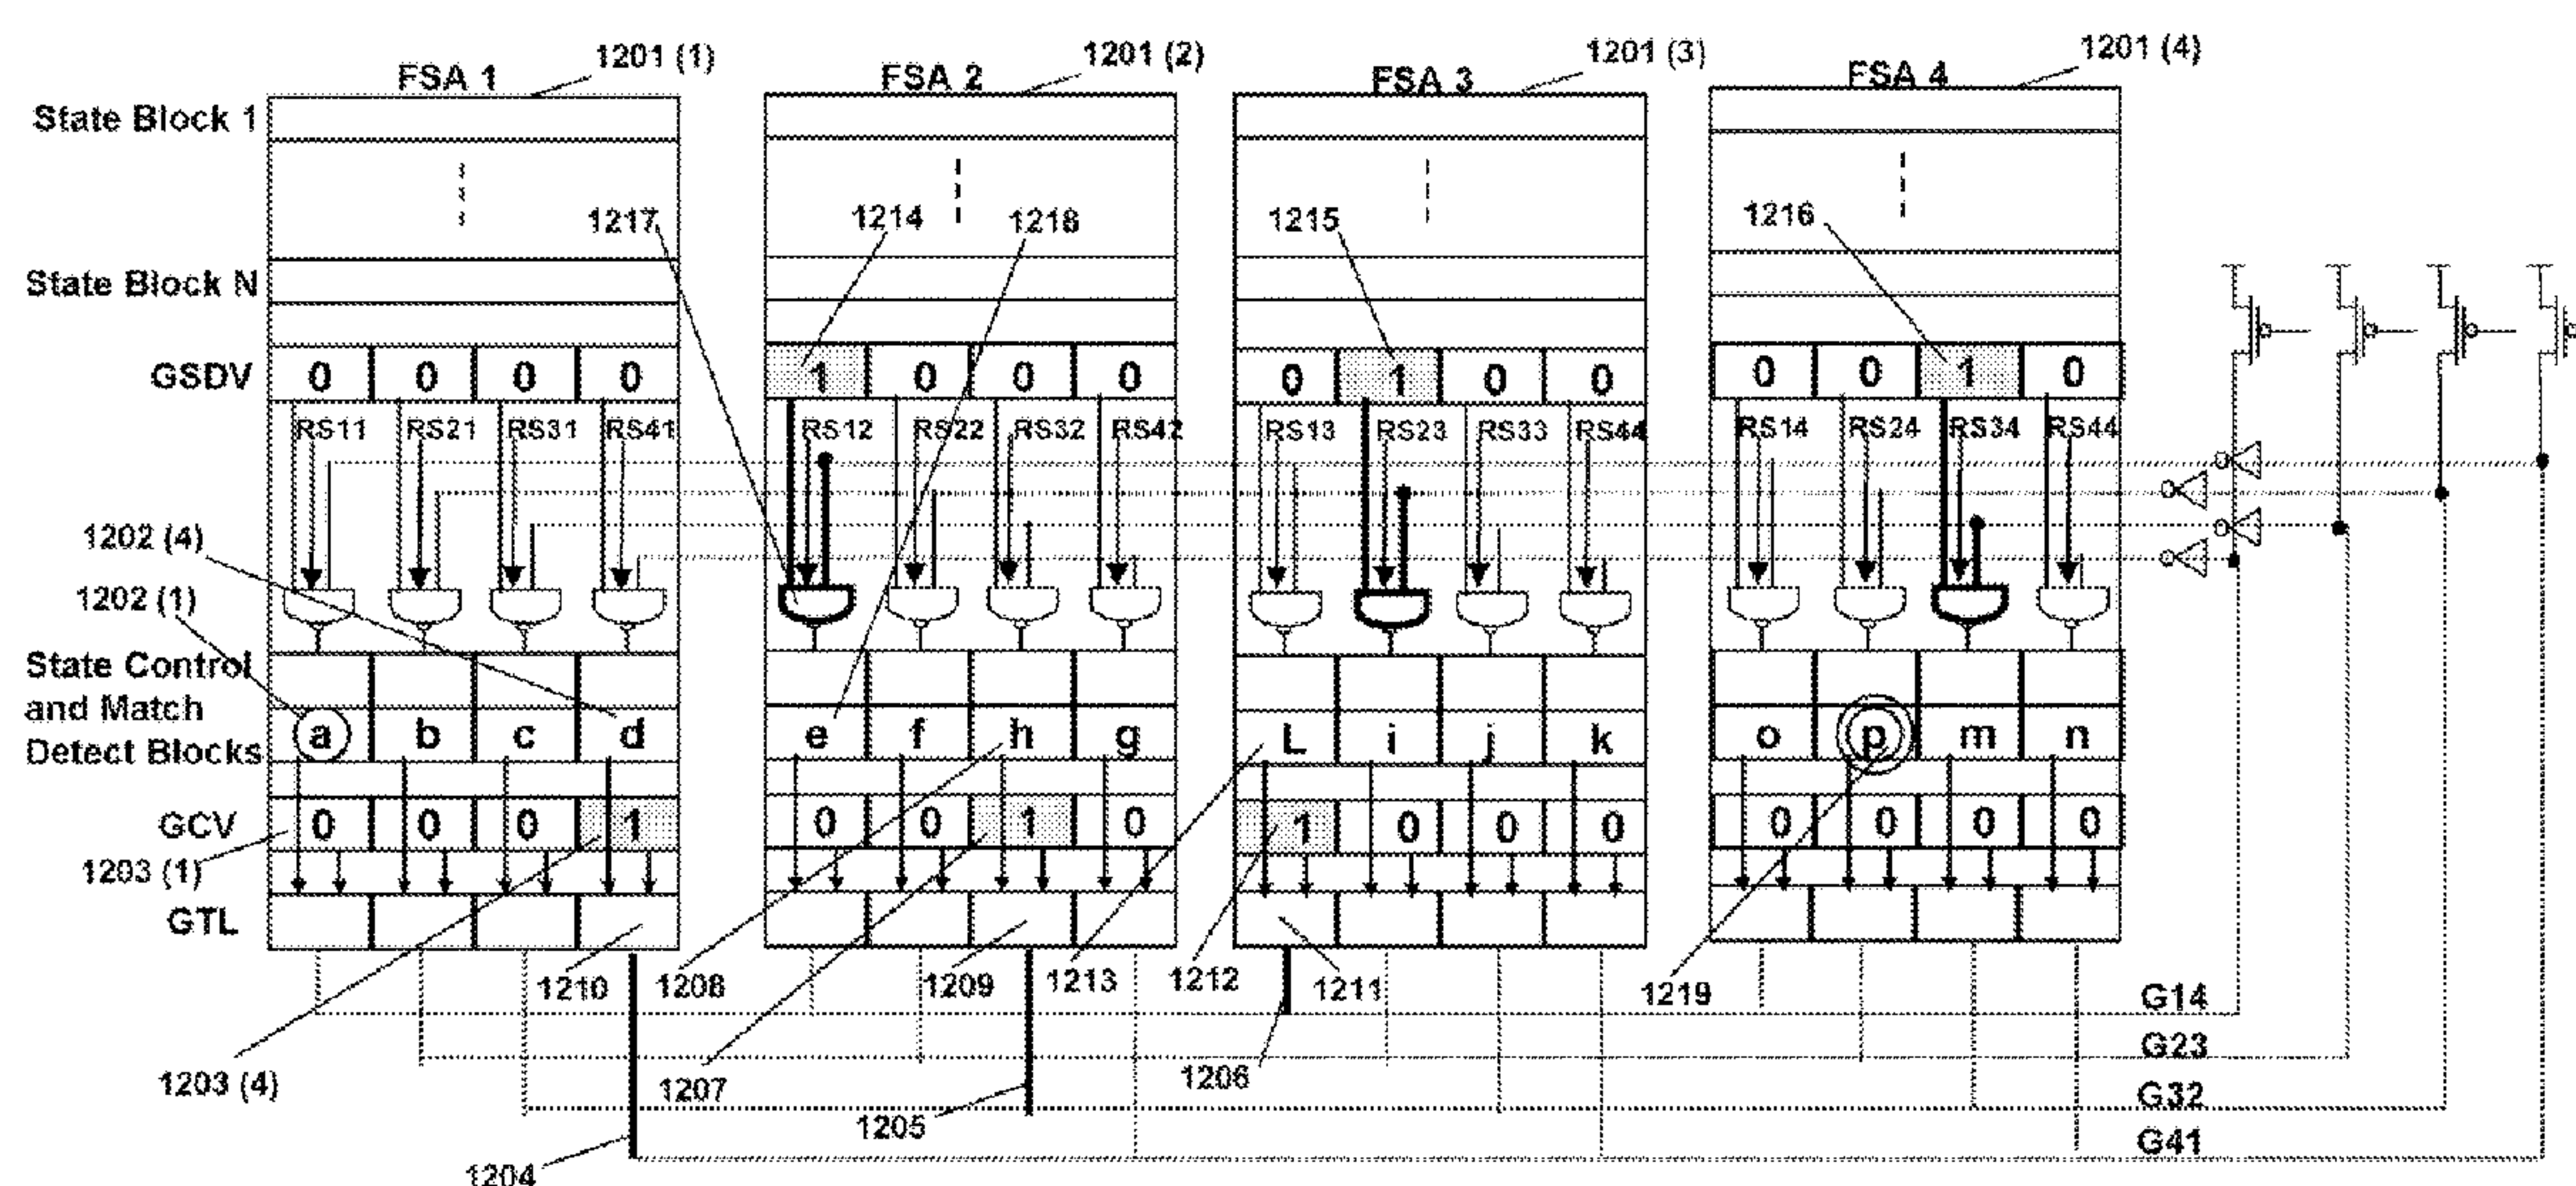 1201 (1) 1201 (2) 1201 (3) 1201 (4)
FSA 1 FSA 2 FSA 3 FSA 4
State Block 1
1217 1214 1218 1215 1216
State Block N
GSDV 0 0 0 0 1 0 0 0 0 1 0 0 0 0 1 0
RS11 RS21 RS31 RS41 RS12 RS22 RS32 RS42 RS13 RS23 RS33 RS44 RS14 RS24 RS34 RS44
1202 (4)
1202 (1)
State Control
and Match
Detect Blocks
a b c d e f h g L i j k o p m n
GCV 0 0 0 1 0 0 1 0 1 0 0 0 0 0 0 0
1203 (1)
GTL
1210 1208 1209 1213 1212 1211 1219 G14
G23
1203 (4) 1207 1206
G32
1205
G41
1204